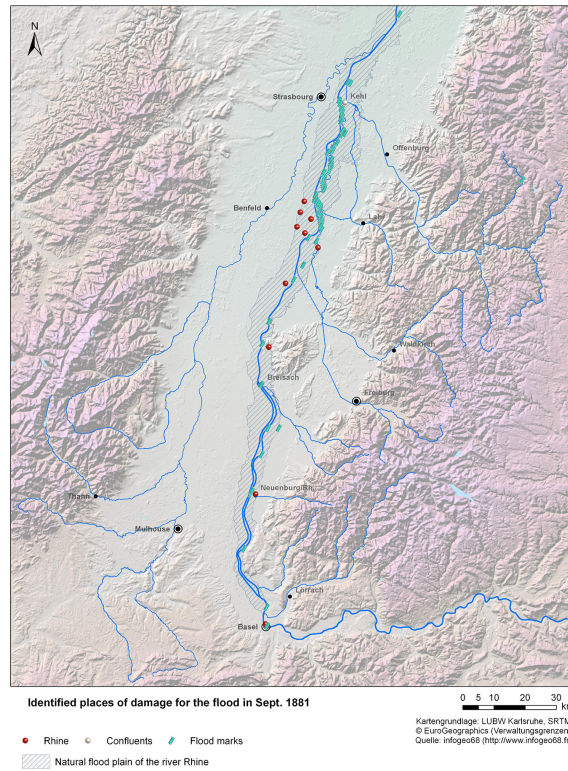 N
Strasbourg
Kehl
Offenburg
Benfeld
Lahr
Waldkirch
Breisach
Freiburg
Neuenburg/Rh.
Thann
Mulhouse
Lörrach
Basel
Identified places of damage for the flood in Sept. 1881
0 5 10 20 30
km
Kartengrundlage: LUBW Karlsruhe, SRTM
© EuroGeographics (Verwaltungsgrenzen
Quelle: infogeo68 (http://www.infogeo68.fr
Rhine Confluents Flood marks
Natural flood plain of the river Rhine